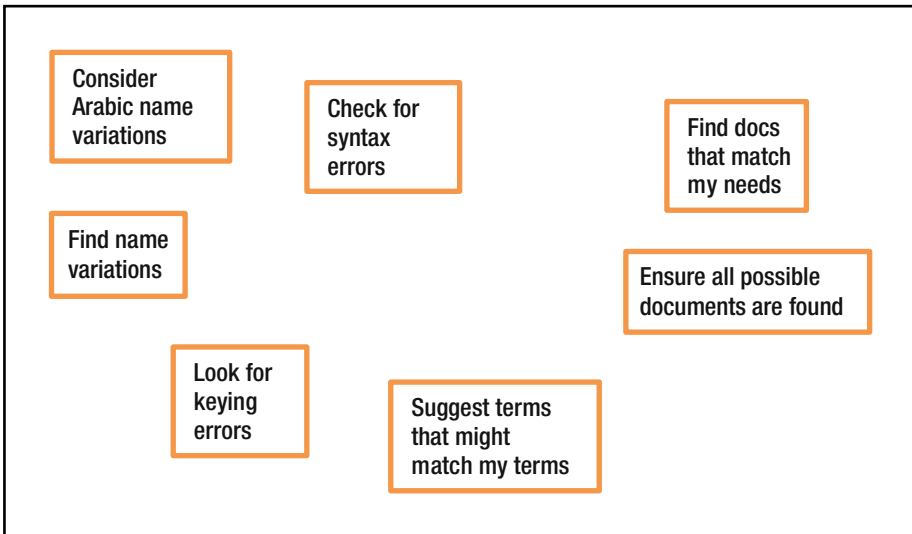 Consider
Arabic name
variations
Check for
syntax
errors
Find docs
that match
my needs
Find name
variations
Ensure all possible
documents are found
Look for
keying
errors
Suggest terms
that might
match my terms